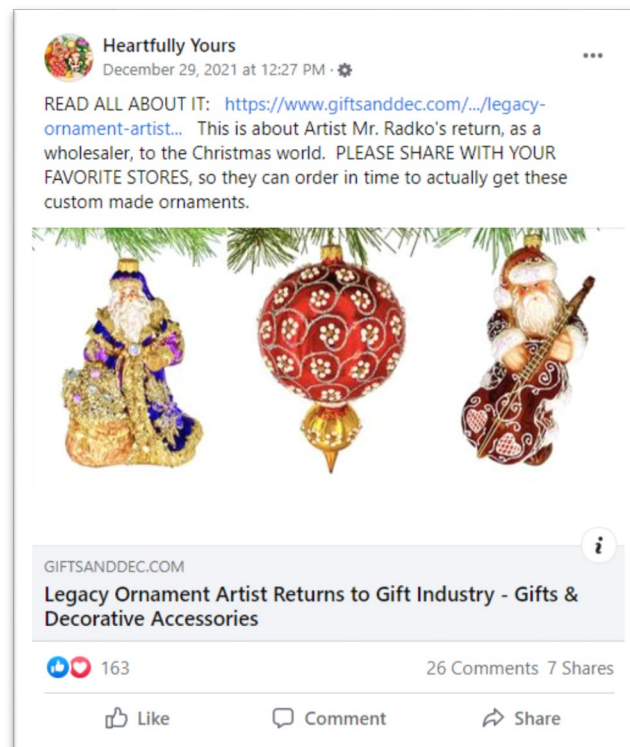 Heartfully Yours
December 29, 2021 at 12:27 PM ·
READ ALL ABOUT IT: https://www.giftsanddec.com/.../legacy-
ornament-artist... This is about Artist Mr. Radko's return, as a
wholesaler, to the Christmas world. PLEASE SHARE WITH YOUR
FAVORITE STORES, so they can order in time to actually get these
custom made ornaments.
GIFTSANDDEC.COM
Legacy Ornament Artist Returns to Gift Industry - Gifts &
Decorative Accessories
163 26 Comments 7 Shares
Like Comment Share